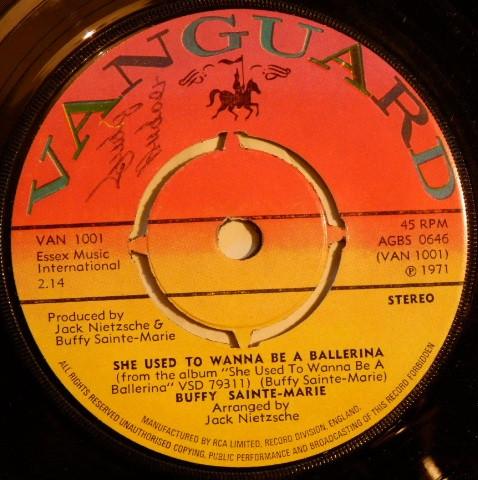 VANGUARD
VAN 1001
Essex Music
International
2.14
45 RPM
AGBS 0646
(VAN 1001)
℗ 1971
STEREO
Produced by
Jack Nietzsche &
Buffy Sainte-Marie
SHE USED TO WANNA BE A BALLERINA
(from the album "She Used To Wanna Be A
Ballerina" VSD 79311) (Buffy Sainte-Marie)
BUFFY SAINTE-MARIE
Arranged by
Jack Nietzsche
MANUFACTURED BY RCA LIMITED, RECORD DIVISION, ENGLAND.
ALL RIGHTS RESERVED UNAUTHORISED COPYING, PUBLIC PERFORMANCE AND BROADCASTING OF THIS RECORD FORBIDDEN